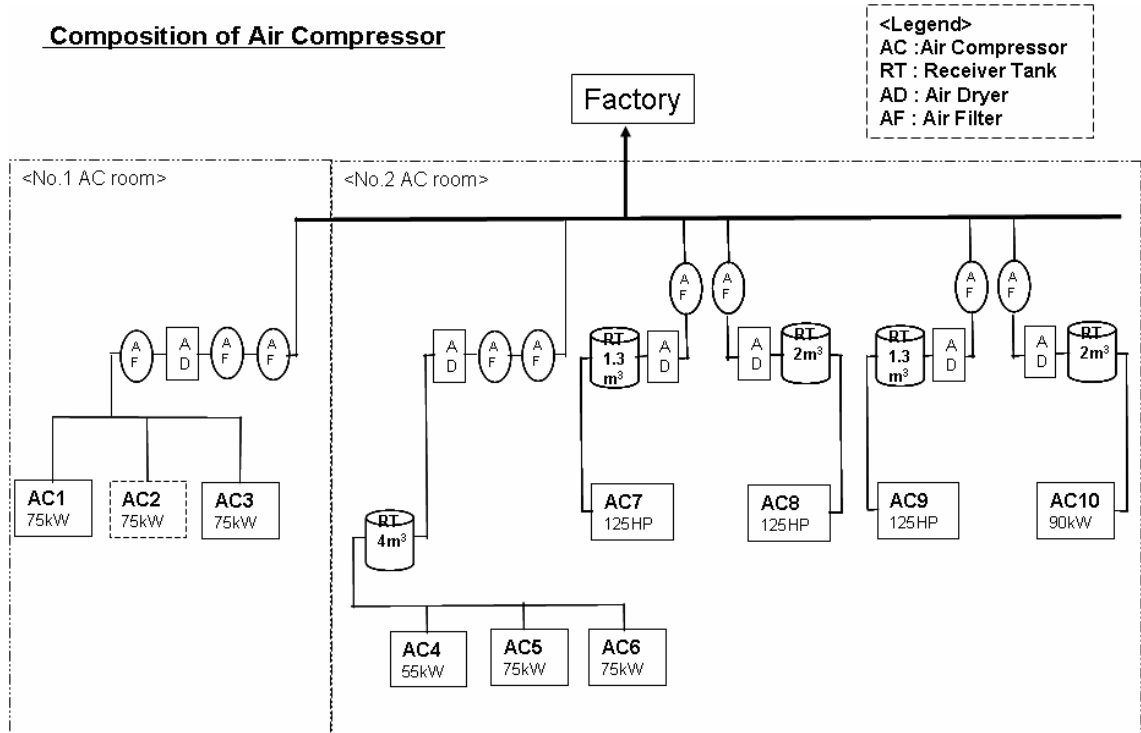 Composition of Air Compressor
<Legend>
AC :Air Compressor
RT : Receiver Tank
AD : Air Dryer
AF : Air Filter
Factory
<No.1 AC room>
<No.2 AC room>
A
F
A
F
A
F
A
F
A
F
A
D
A
F
A
F
A
D
A
F
A
F
RT
1.3
m³
A
D
A
D
RT
2m³
RT
1.3
m³
A
D
A
D
RT
2m³
AC1
75kW
AC2
75kW
AC3
75kW
RT
4m³
AC7
125HP
AC8
125HP
AC9
125HP
AC10
90kW
AC4
55kW
AC5
75kW
AC6
75kW